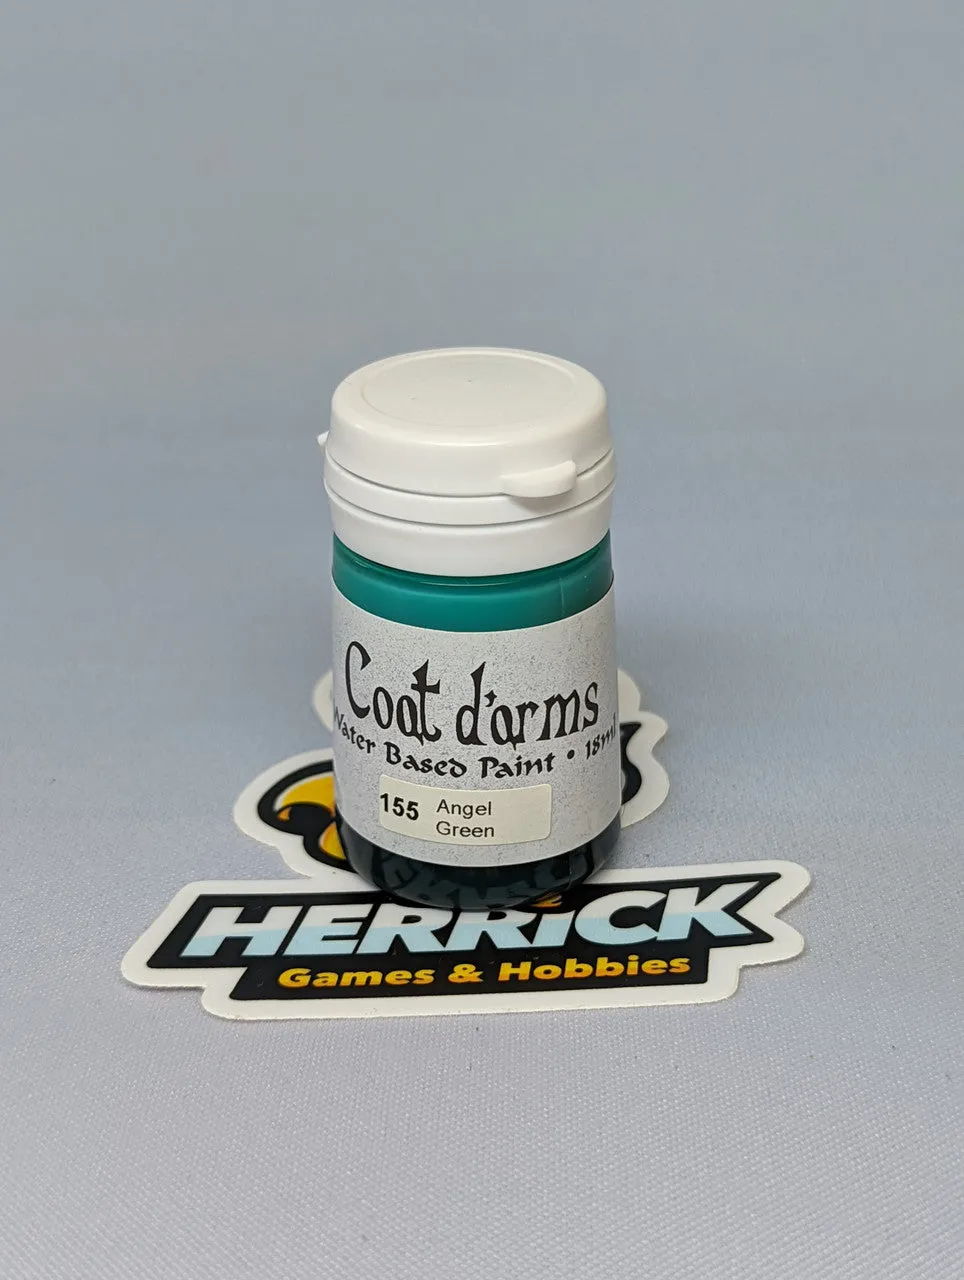 Coat d'arms
Water Based Paint • 18ml
155 Angel
Green
HERRiCK
Games & Hobbies